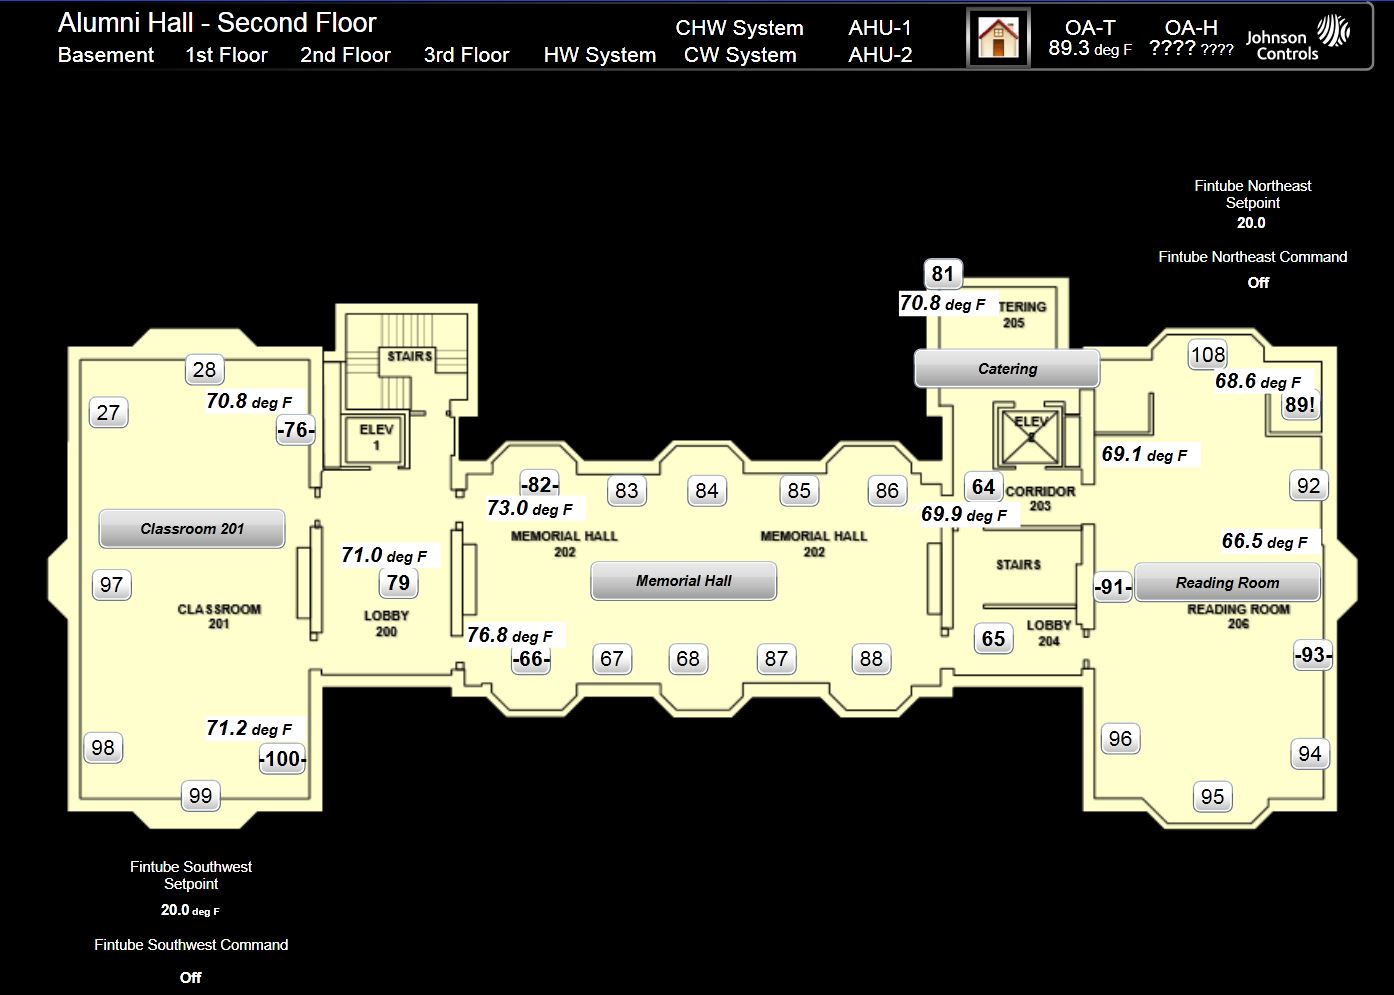 Alumni Hall - Second Floor
Basement 1st Floor 2nd Floor 3rd Floor HW System
CHW System
CW System
AHU-1
AHU-2
OA-T
89.3 deg F
OA-H
???? ????
Johnson
Controls
Fintube Northeast
Setpoint
20.0
Fintube Northeast Command
Off
81
70.8 deg F
TERING
205
Catering
STAIRS
28
27
70.8 deg F
-76-
ELEV
1
108
68.6 deg F
89!
ELEV
69.1 deg F
-82-
73.0 deg F
83
84
85
86
64
69.9 deg F
CORRIDOR
203
92
Classroom 201
MEMORIAL HALL
202
MEMORIAL HALL
202
71.0 deg F
79
LOBBY
200
Memorial Hall
STAIRS
66.5 deg F
-91-
Reading Room
READING ROOM
206
97
CLASSROOM
201
76.8 deg F
-66-
67
68
87
88
65
LOBBY
204
-93-
71.2 deg F
98
-100-
99
96
94
95
Fintube Southwest
Setpoint
20.0 deg F
Fintube Southwest Command
Off